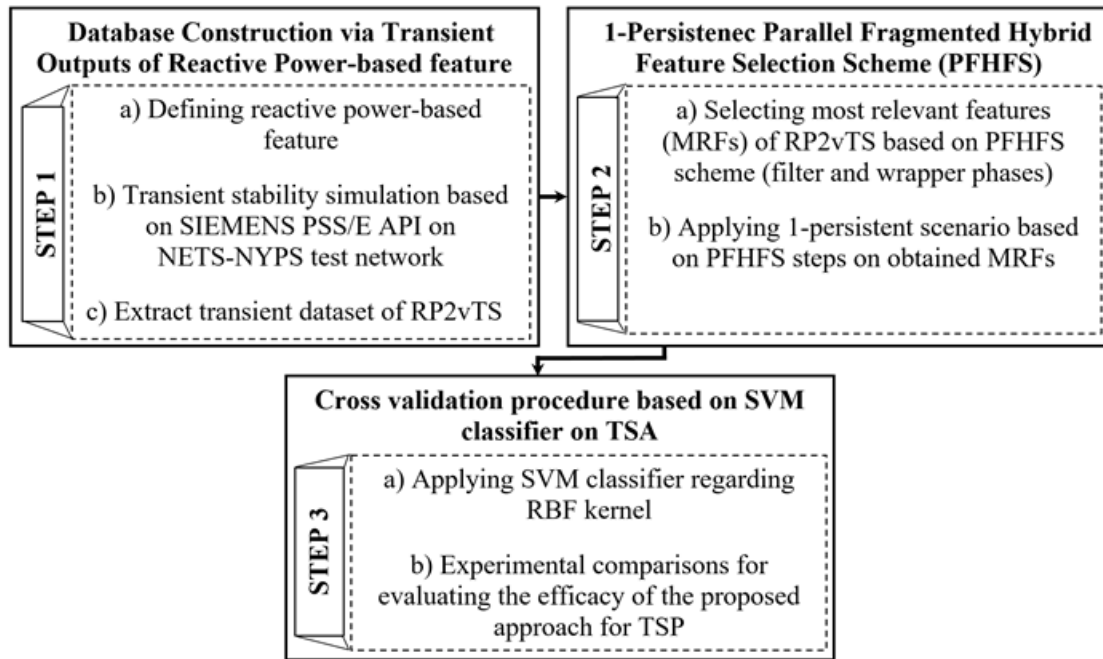 Database Construction via Transient
Outputs of Reactive Power-based feature
STEP 1
a) Defining reactive power-based
feature
b) Transient stability simulation based
on SIEMENS PSS/E API on
NETS-NYPS test network
c) Extract transient dataset of RP2vTS
1-Persistenec Parallel Fragmented Hybrid
Feature Selection Scheme (PFHFS)
STEP 2
a) Selecting most relevant features
(MRFs) of RP2vTS based on PFHFS
scheme (filter and wrapper phases)
b) Applying 1-persistent scenario based
on PFHFS steps on obtained MRFs
Cross validation procedure based on SVM
classifier on TSA
STEP 3
a) Applying SVM classifier regarding
RBF kernel
b) Experimental comparisons for
evaluating the efficacy of the proposed
approach for TSP